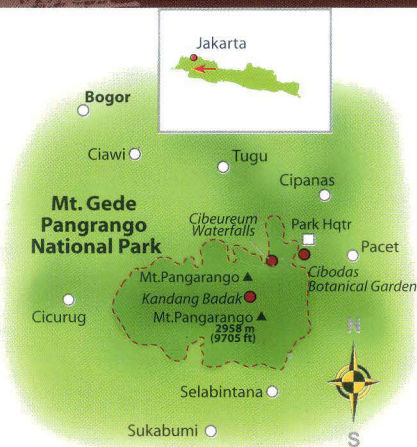 Jakarta
Bogor
Ciawi
Tugu
Cipanas
Mt. Gede
Pangrango
National Park
Cibeureum
Waterfalls
Park Hqtr
Pacet
Cibodas
Botanical Garden
Mt.Pangarango
Kandang Badak
Mt.Pangarango
2958 m
(9705 ft)
Cicurug
N
Selabintana
Sukabumi
S